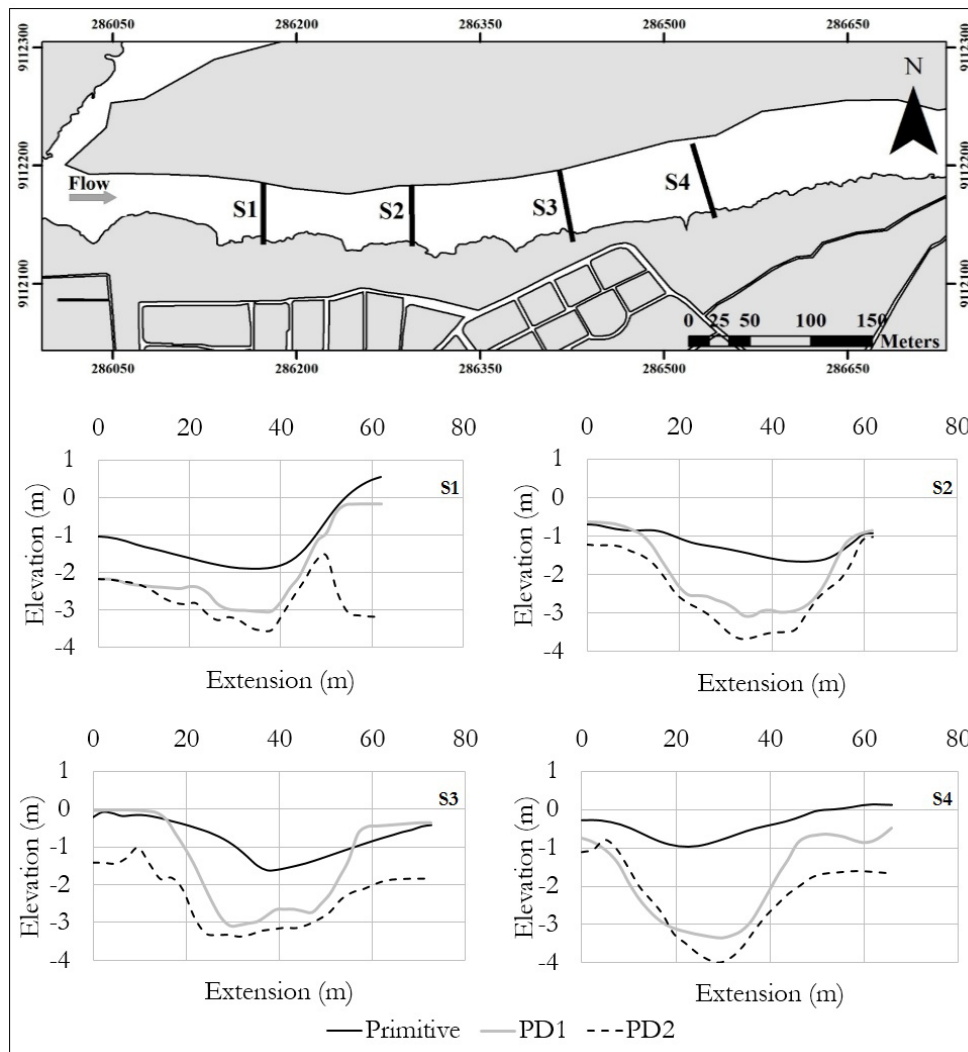 286050 286200 286350 286500 286650
9112300 9112300
N
9112200 9112200
Flow
S1 S2 S3 S4
9112100 9112100
0 25 50 100 150
Meters
286050 286200 286350 286500 286650
0 20 40 60 80
1
0
-1
-2
-3
-4
Elevation (m)
S1
Extension (m)
0 20 40 60 80
1
0
-1
-2
-3
-4
Elevation (m)
S2
Extension (m)
0 20 40 60 80
1
0
-1
-2
-3
-4
Elevation (m)
S3
Extension (m)
0 20 40 60 80
1
0
-1
-2
-3
-4
Elevation (m)
S4
Extension (m)
Primitive PD1 PD2